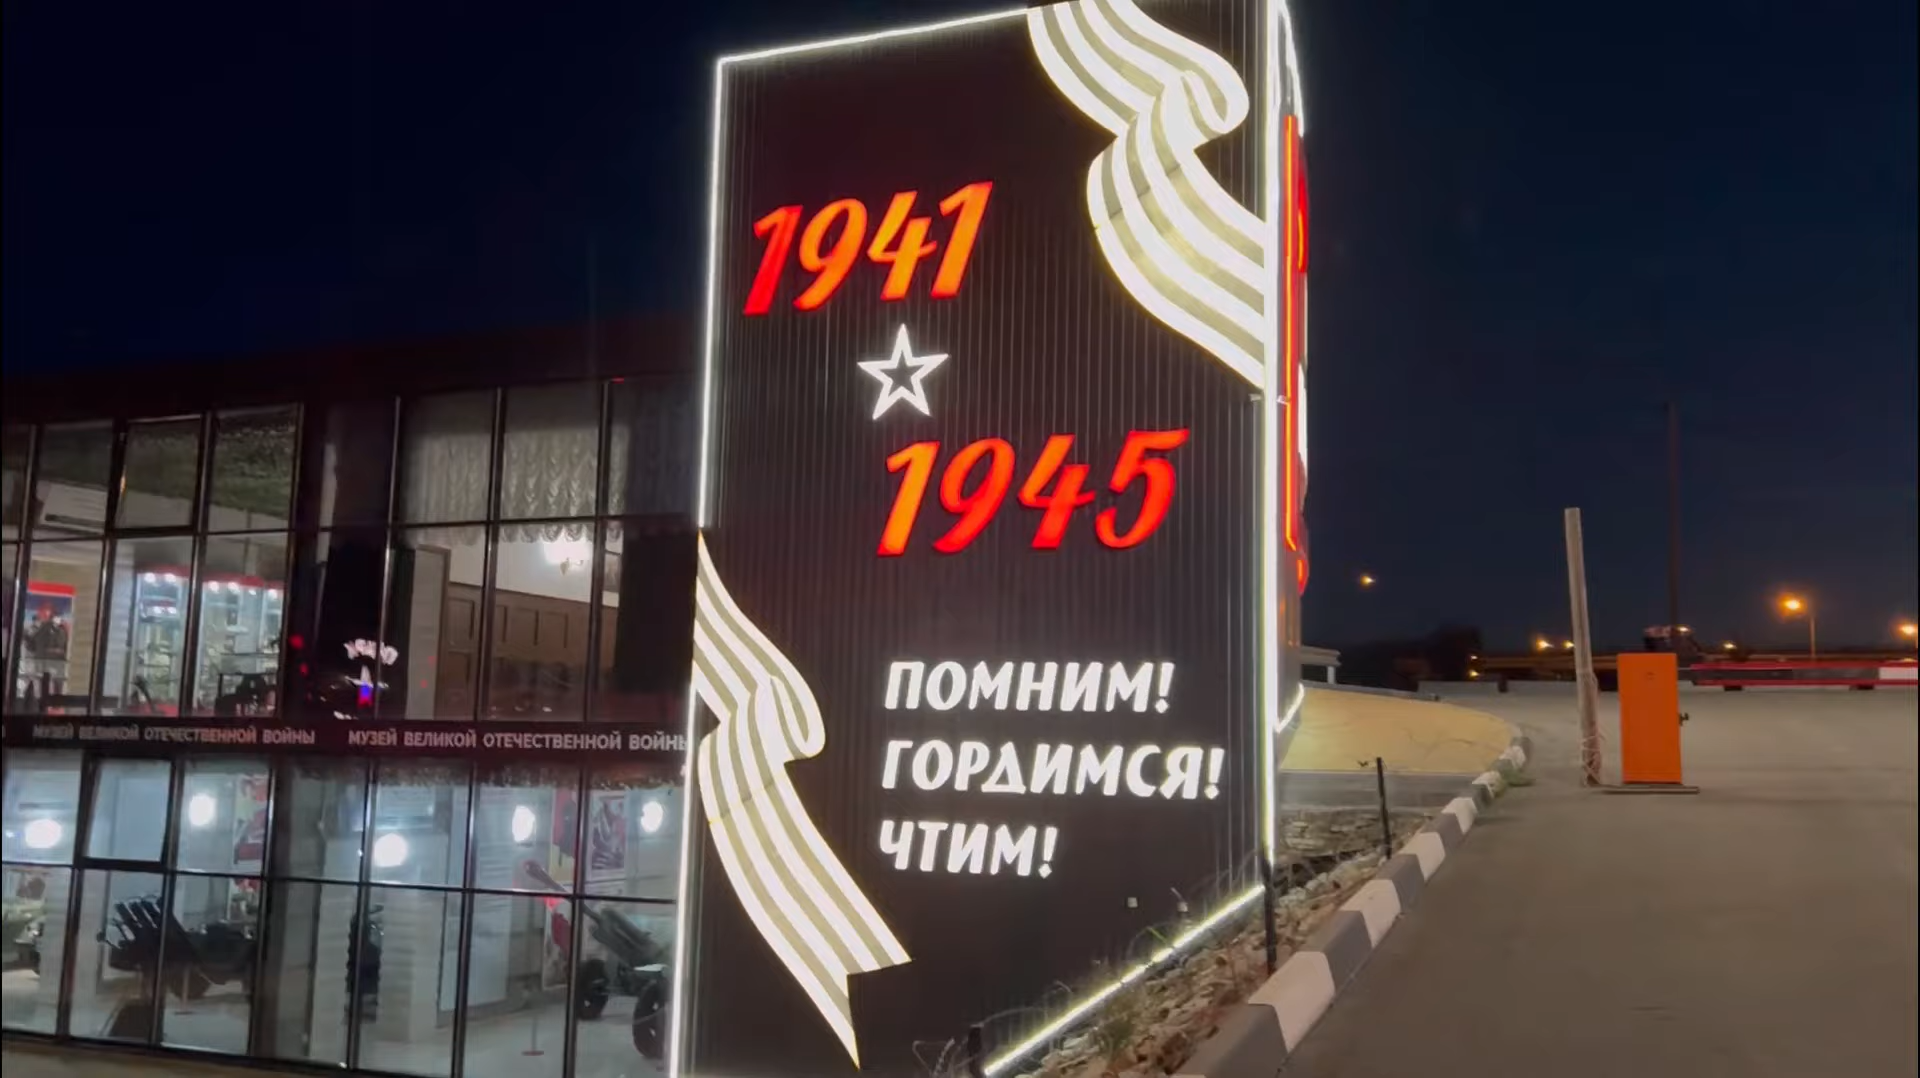 1941
1945
ПОМНИМ!
ГОРДИМСЯ!
ЧТИМ!
МУЗЕЙ ВЕЛИКОЙ ОТЕЧЕСТВЕННОЙ ВОЙНЫ МУЗЕЙ ВЕЛИКОЙ ОТЕЧЕСТВЕННОЙ ВОЙНЫ